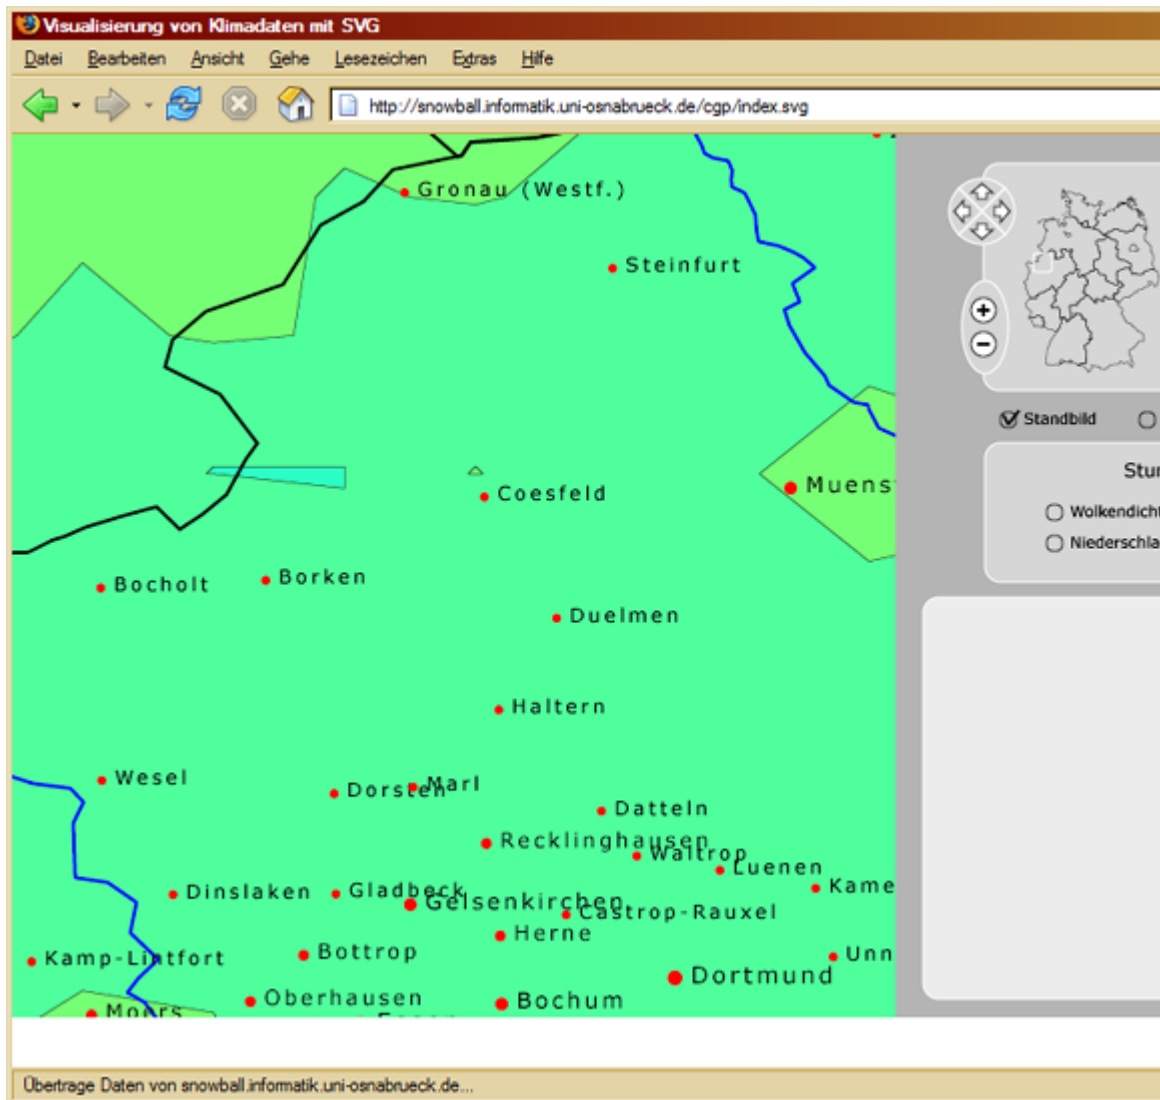 Visualisierung von Klimadaten mit SVG
Datei Bearbeiten Ansicht Gehe Lesezeichen Extras Hilfe
http://snowball.informatik.uni-osnabrueck.de/cgp/index.svg
Gronau (Westf.)
Steinfurt
Standbild
Stur
Muens
Coesfeld
Wolkendicht
Niederschla
Borken
Bocholt
Duelmen
Haltern
Wesel
Marl
Dorsten
Datteln
Recklinghausen
Waltrop
Luenen
Kame
Dinslaken
Gladbeck
Gelsenkirchen
Castrop-Rauxel
Herne
Bottrop
Unn
Kamp-Lintfort
Dortmund
Oberhausen
Bochum
Moers
Übertrage Daten von snowball.informatik.uni-osnabrueck.de...